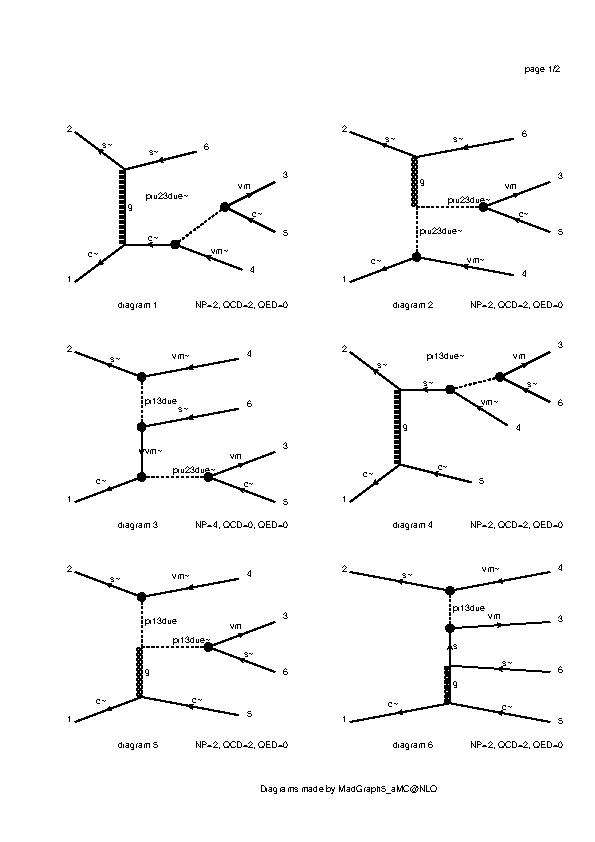 page 1/2
2 s~ s~ 6
piu23due~ vm 3
g
c~ c~ c~ 5
vm~
1 4
diagram 1 NP=2, QCD=2, QED=0
2 s~ s~ 6
g vm 3
piu23due~
c~ 5
piu23due~
c~ vm~
1 4
diagram 2 NP=2, QCD=2, QED=0
2 s~ vm~ 4
pi13due
s~ 6
vm~ vm 3
piu23due~
c~ c~
1 5
diagram 3 NP=4, QCD=0, QED=0
2 pi13due~ vm 3
s~ s~ s~ 6
vm~
g 4
c~ c~ 5
1
diagram 4 NP=2, QCD=2, QED=0
2 s~ vm~ 4
pi13due
vm 3
pi13due~
g s~ 6
c~ c~
1 5
diagram 5 NP=2, QCD=2, QED=0
2 s~ vm~ 4
pi13due
vm 3
s
s~ 6
g
c~ c~
1 5
diagram 6 NP=2, QCD=2, QED=0
Diagrams made by MadGraph5_aMC@NLO